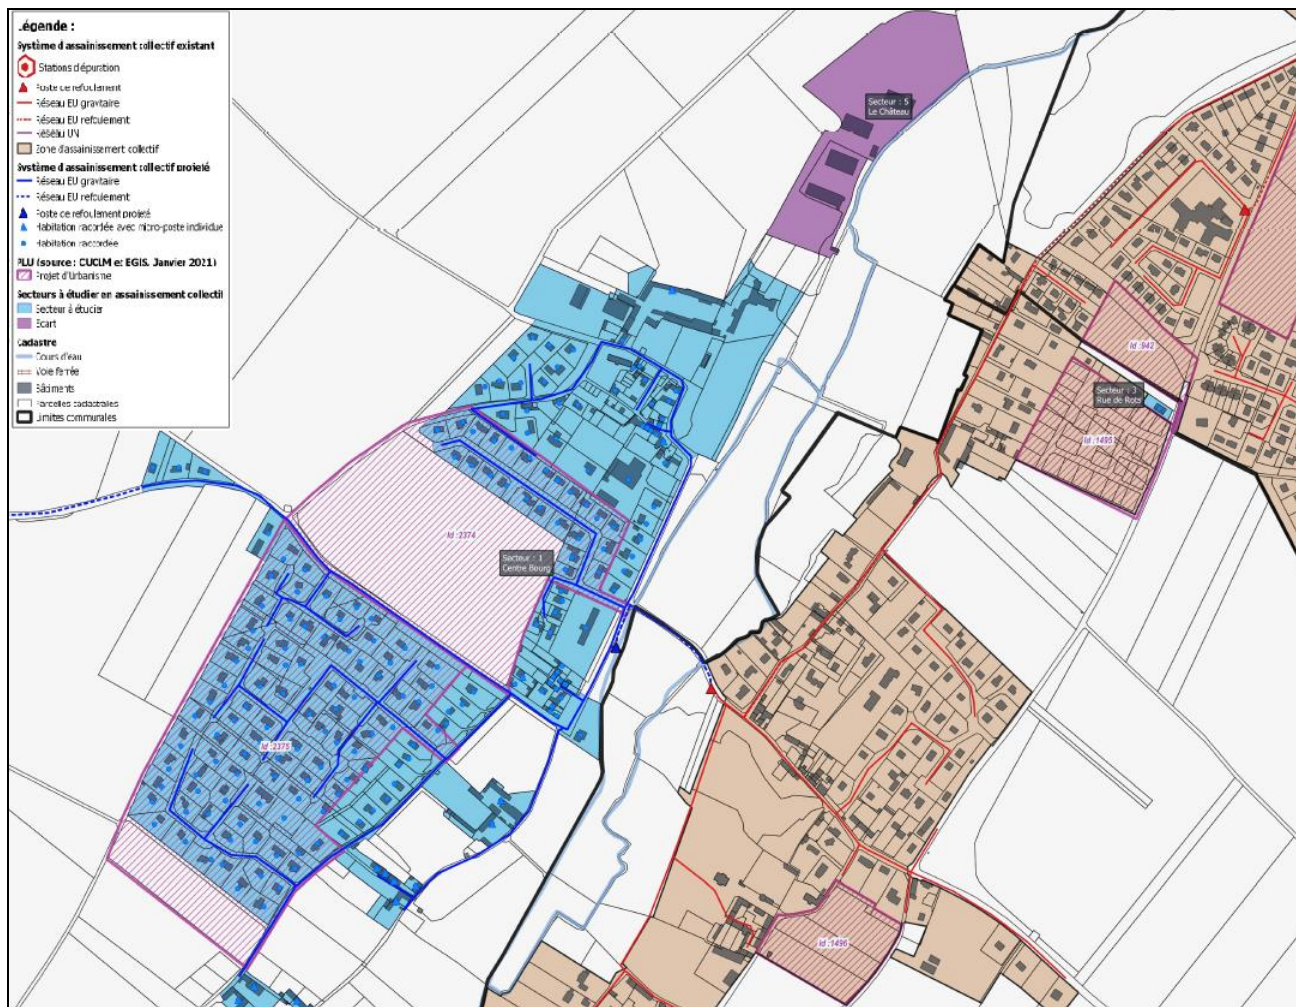 Légende :
Système d'assainissement collectif existant
Stations d'épuration
Poste de refoulement
Réseau EU gravitaire
Réseau EU refoulement
Réseau UN
Zone d'assainissement collectif
Système d'assainissement collectif projeté
Réseau EU gravitaire
Réseau EU refoulement
Poste de refoulement projeté
Habitation racordée avec micro-poste individue
Habitation raccordée
PLU (source : CUCLM et EGIS, Janvier 2021)
Projet d'Urbanisme
Secteurs à étudier en assainissement collectif
Secteur à étudier
Ecart
Cadastre
Cours d'eau
Voie ferrée
Bâtiments
Parcelles cadastrales
Limites communales
Secteur : 5
Le Château
Id :942
Secteur : 3
Rue de Rots
Id :1495
Id :2374
Secteur : 1
Centre Bourg
Id :2375
Id :1496